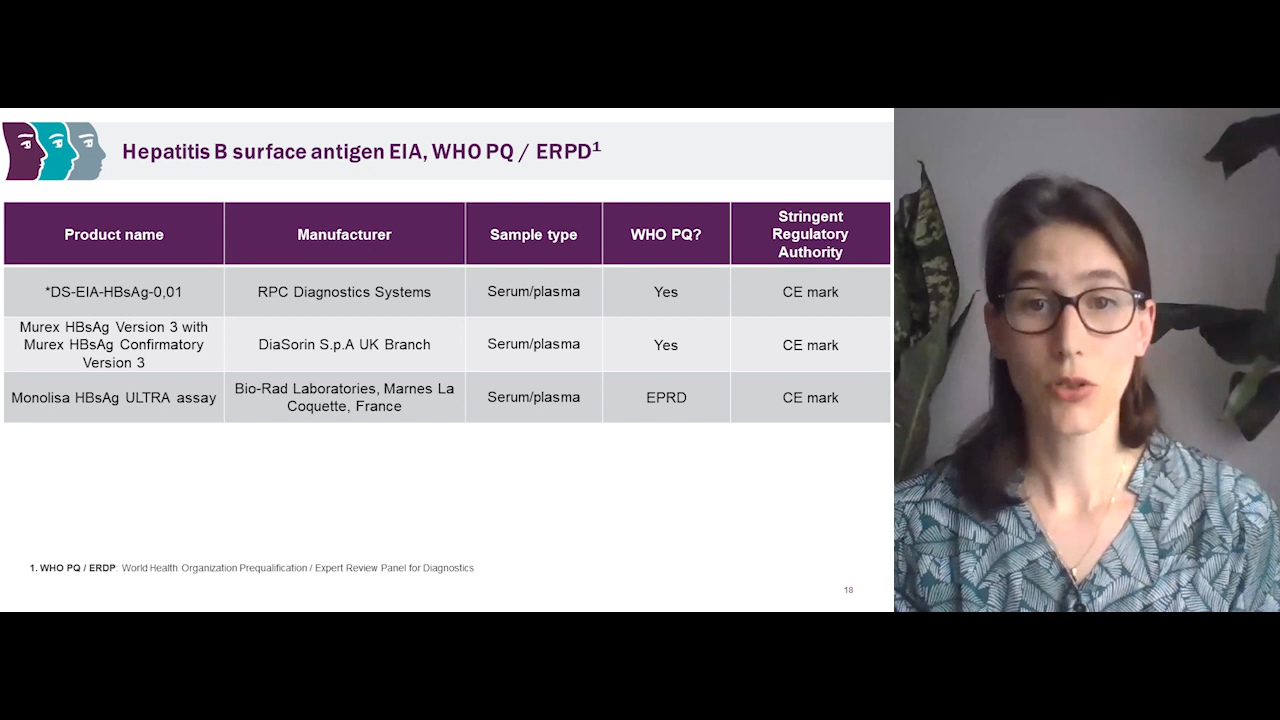 Hepatitis B surface antigen EIA, WHO PQ / ERPD¹
Product name
Manufacturer
Sample type
WHO PQ?
Stringent
Regulatory
Authority
*DS-EIA-HBsAg-0,01
RPC Diagnostics Systems
Serum/plasma
Yes
CE mark
Murex HBsAg Version 3 with
Murex HBsAg Confirmatory
Version 3
DiaSorin S.p.A UK Branch
Serum/plasma
Yes
CE mark
Monolisa HBsAg ULTRA assay
Bio-Rad Laboratories, Marnes La
Coquette, France
Serum/plasma
EPRD
CE mark
1. WHO PQ / ERDP: World Health Organization Prequalification / Expert Review Panel for Diagnostics
18